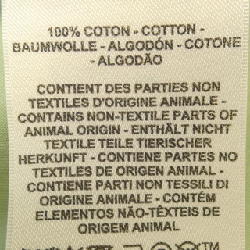 100% COTON - COTTON -
BAUMWOLLE - ALGODÓN - COTONE
- ALGODÃO
CONTIENT DES PARTIES NON
TEXTILES D'ORIGINE ANIMALE -
CONTAINS NON-TEXTILE PARTS OF
ANIMAL ORIGIN - ENTHÄLT NICHT
TEXTILE TEILE TIERISCHER
HERKUNFT - CONTIENE PARTES NO
TEXTILES DE ORIGEN ANIMAL -
CONTIENE PARTI NON TESSILI DI
ORIGINE ANIMALE - CONTÉM
ELEMENTOS NÃO-TÊXTEIS DE
ORIGEM ANIMAL